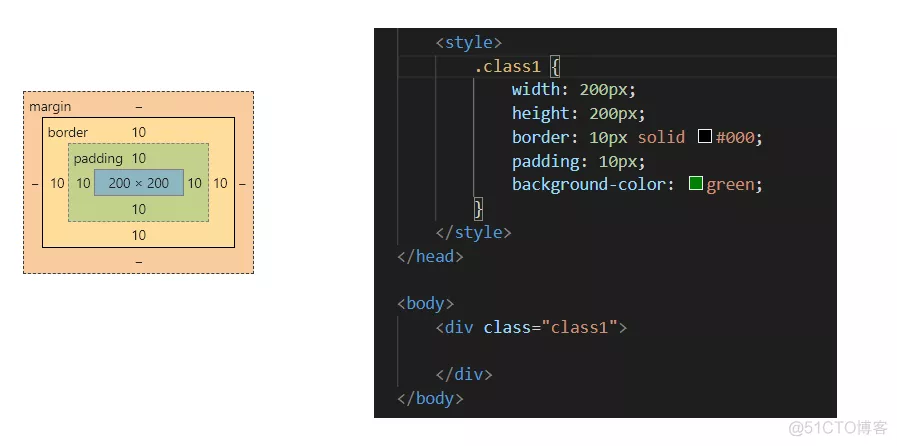 margin –
border 10
padding 10
– 10 10 200 × 200 10 10 –
10
10
–
<style>
.class1 {
width: 200px;
height: 200px;
border: 10px solid #000;
padding: 10px;
background-color: green;
}
</style>
</head>
<body>
<div class="class1">
</div>
</body>
@51CTO博客